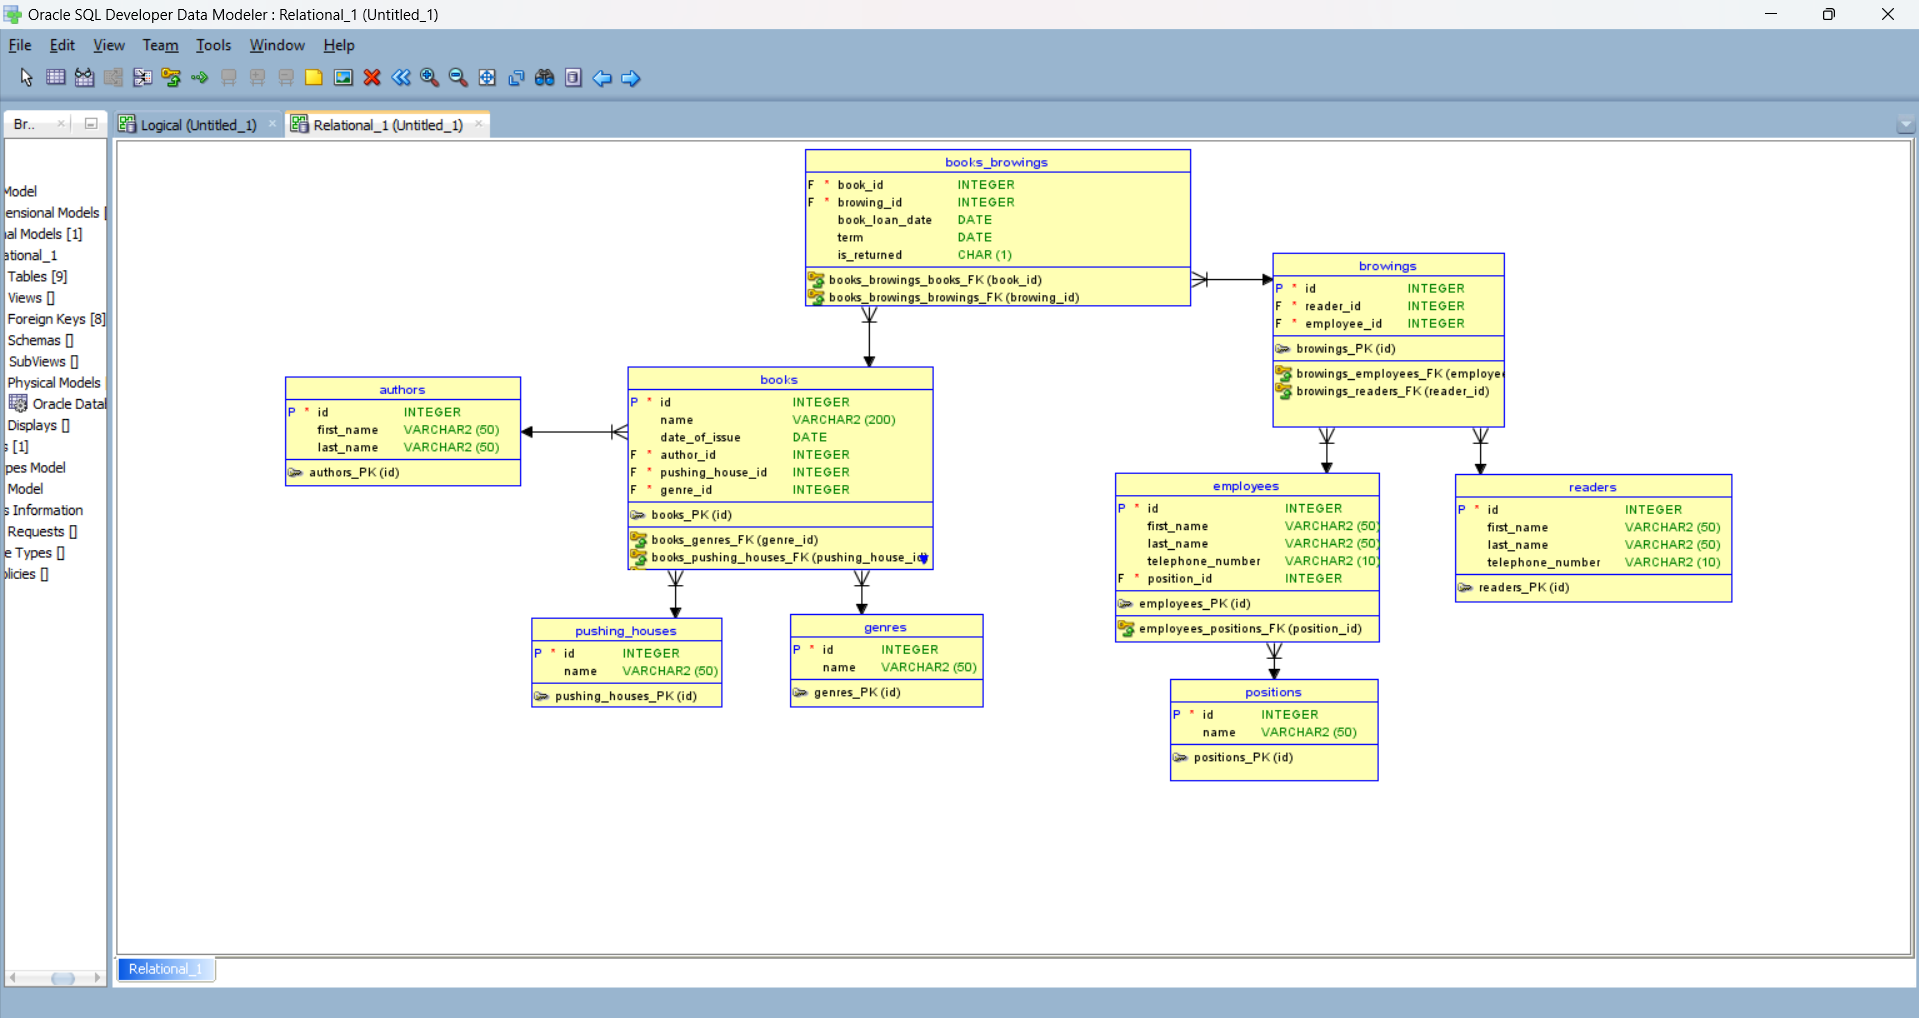 Oracle SQL Developer Data Modeler : Relational_1 (Untitled_1)
File Edit View Team Tools Window Help
Br..
Logical (Untitled_1)
Relational_1 (Untitled_1)
Model
ensional Models [
al Models [1]
ational_1
Tables [9]
Views []
Foreign Keys [8]
Schemas []
SubViews []
Physical Models
Oracle Datal
Displays []
s [1]
pes Model
Model
s Information
Requests []
e Types []
olicies []
books_browings
F * book_id INTEGER
F * browing_id INTEGER
book_loan_date DATE
term DATE
is_returned CHAR (1)
books_browings_books_FK (book_id)
books_browings_browings_FK (browing_id)
browings
P * id INTEGER
F * reader_id INTEGER
F * employee_id INTEGER
browings_PK (id)
browings_employees_FK (employe
browings_readers_FK (reader_id)
authors
P * id INTEGER
first_name VARCHAR2 (50)
last_name VARCHAR2 (50)
authors_PK (id)
books
P * id INTEGER
name VARCHAR2 (200)
date_of_issue DATE
F * author_id INTEGER
F * pushing_house_id INTEGER
F * genre_id INTEGER
books_PK (id)
books_genres_FK (genre_id)
books_pushing_houses_FK (pushing_house_id)
employees
P * id INTEGER
first_name VARCHAR2 (50)
last_name VARCHAR2 (50)
telephone_number VARCHAR2 (10)
F * position_id INTEGER
employees_PK (id)
employees_positions_FK (position_id)
readers
P * id INTEGER
first_name VARCHAR2 (50)
last_name VARCHAR2 (50)
telephone_number VARCHAR2 (10)
readers_PK (id)
pushing_houses
P * id INTEGER
name VARCHAR2 (50)
pushing_houses_PK (id)
genres
P * id INTEGER
name VARCHAR2 (50)
genres_PK (id)
positions
P * id INTEGER
name VARCHAR2 (50)
positions_PK (id)
Relational_1